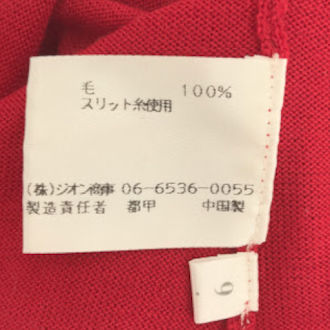 毛 100%
スリット糸使用
(株)ジオン商事 06-6536-0055
製造責任者 都甲 中国製
9